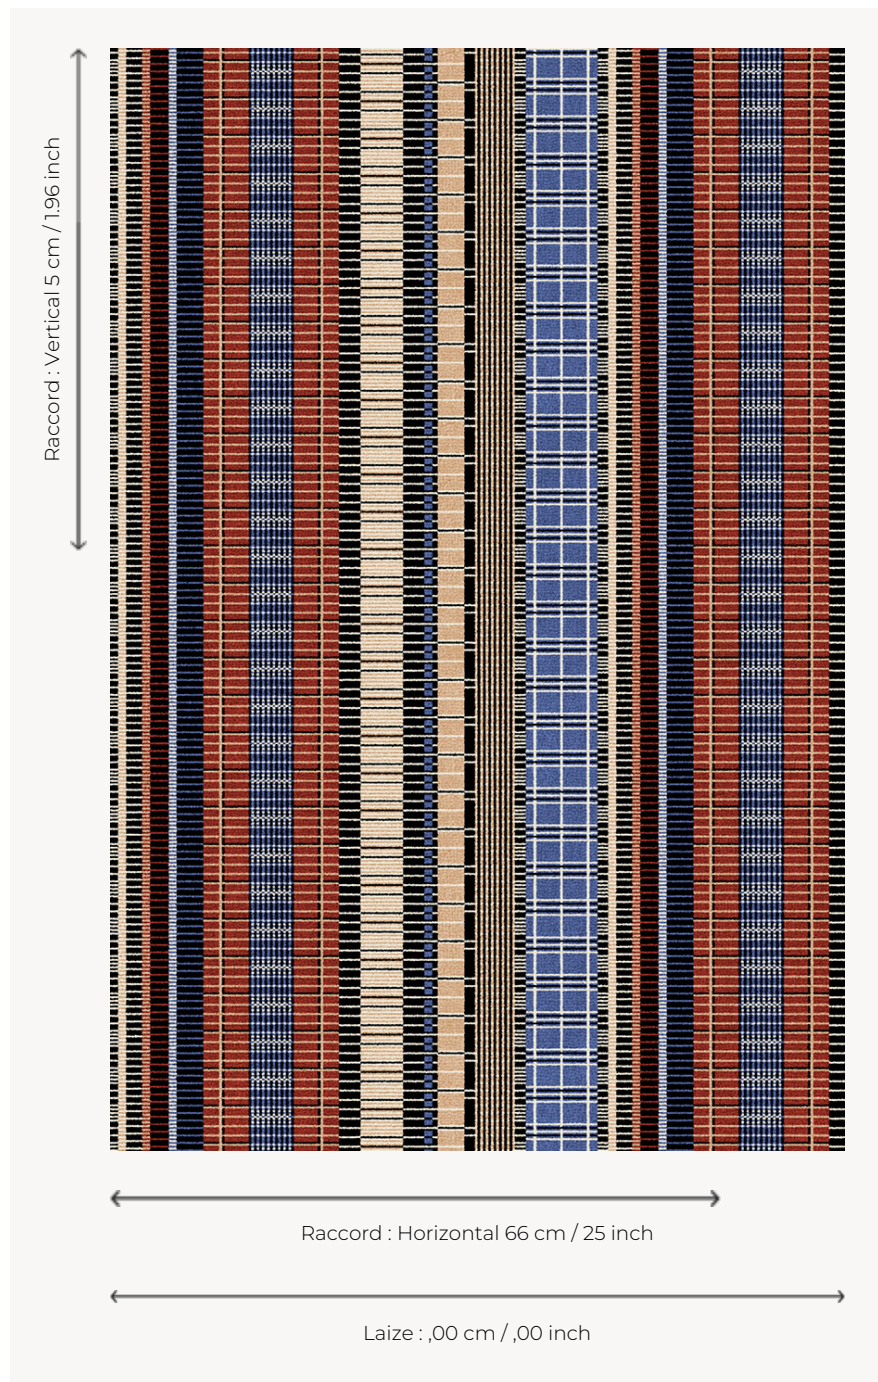 Raccord : Vertical 5 cm / 1.96 inch
Raccord : Horizontal 66 cm / 25 inch
Laize : ,00 cm / ,00 inch